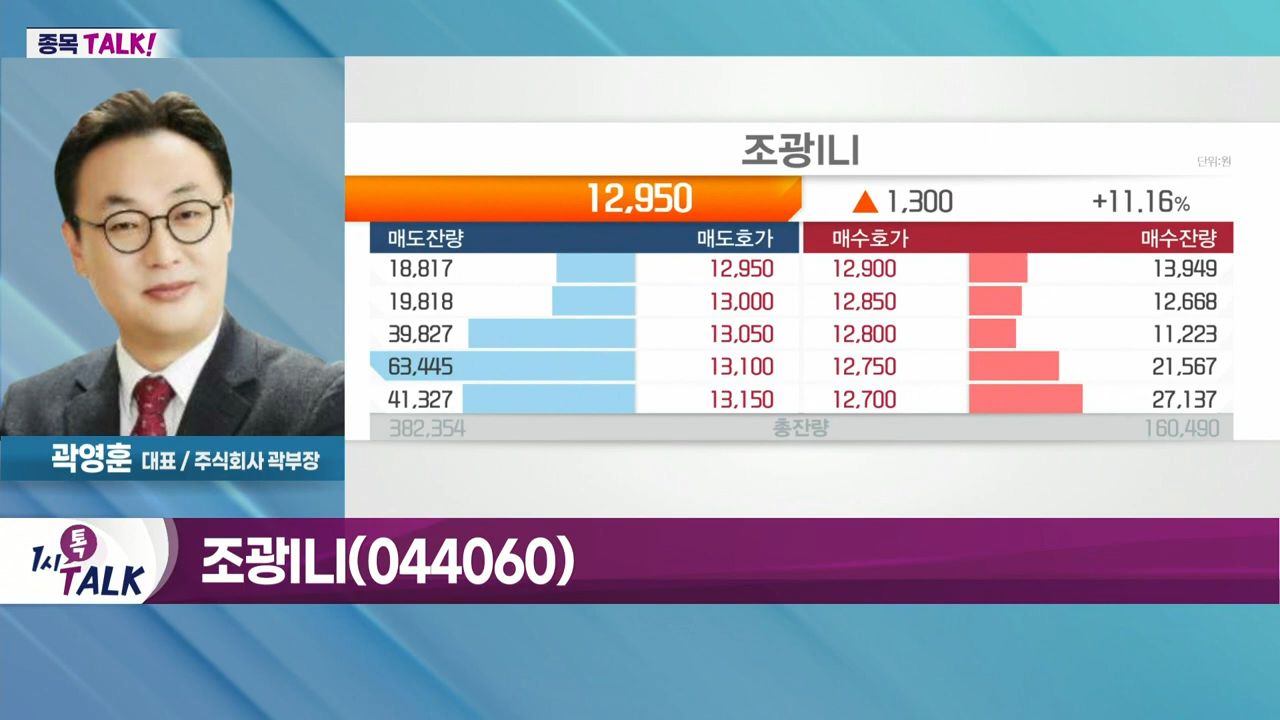 종목 TALK!
조광ILI
단위:원
12,950 ▲ 1,300 +11.16%
매도잔량 매도호가 매수호가 매수잔량
18,817 12,950 12,900 13,949
19,818 13,000 12,850 12,668
39,827 13,050 12,800 11,223
63,445 13,100 12,750 21,567
41,327 13,150 12,700 27,137
382,354 총잔량 160,490
곽영훈 대표 / 주식회사 곽부장
1시 톡 TALK
조광ILI(044060)